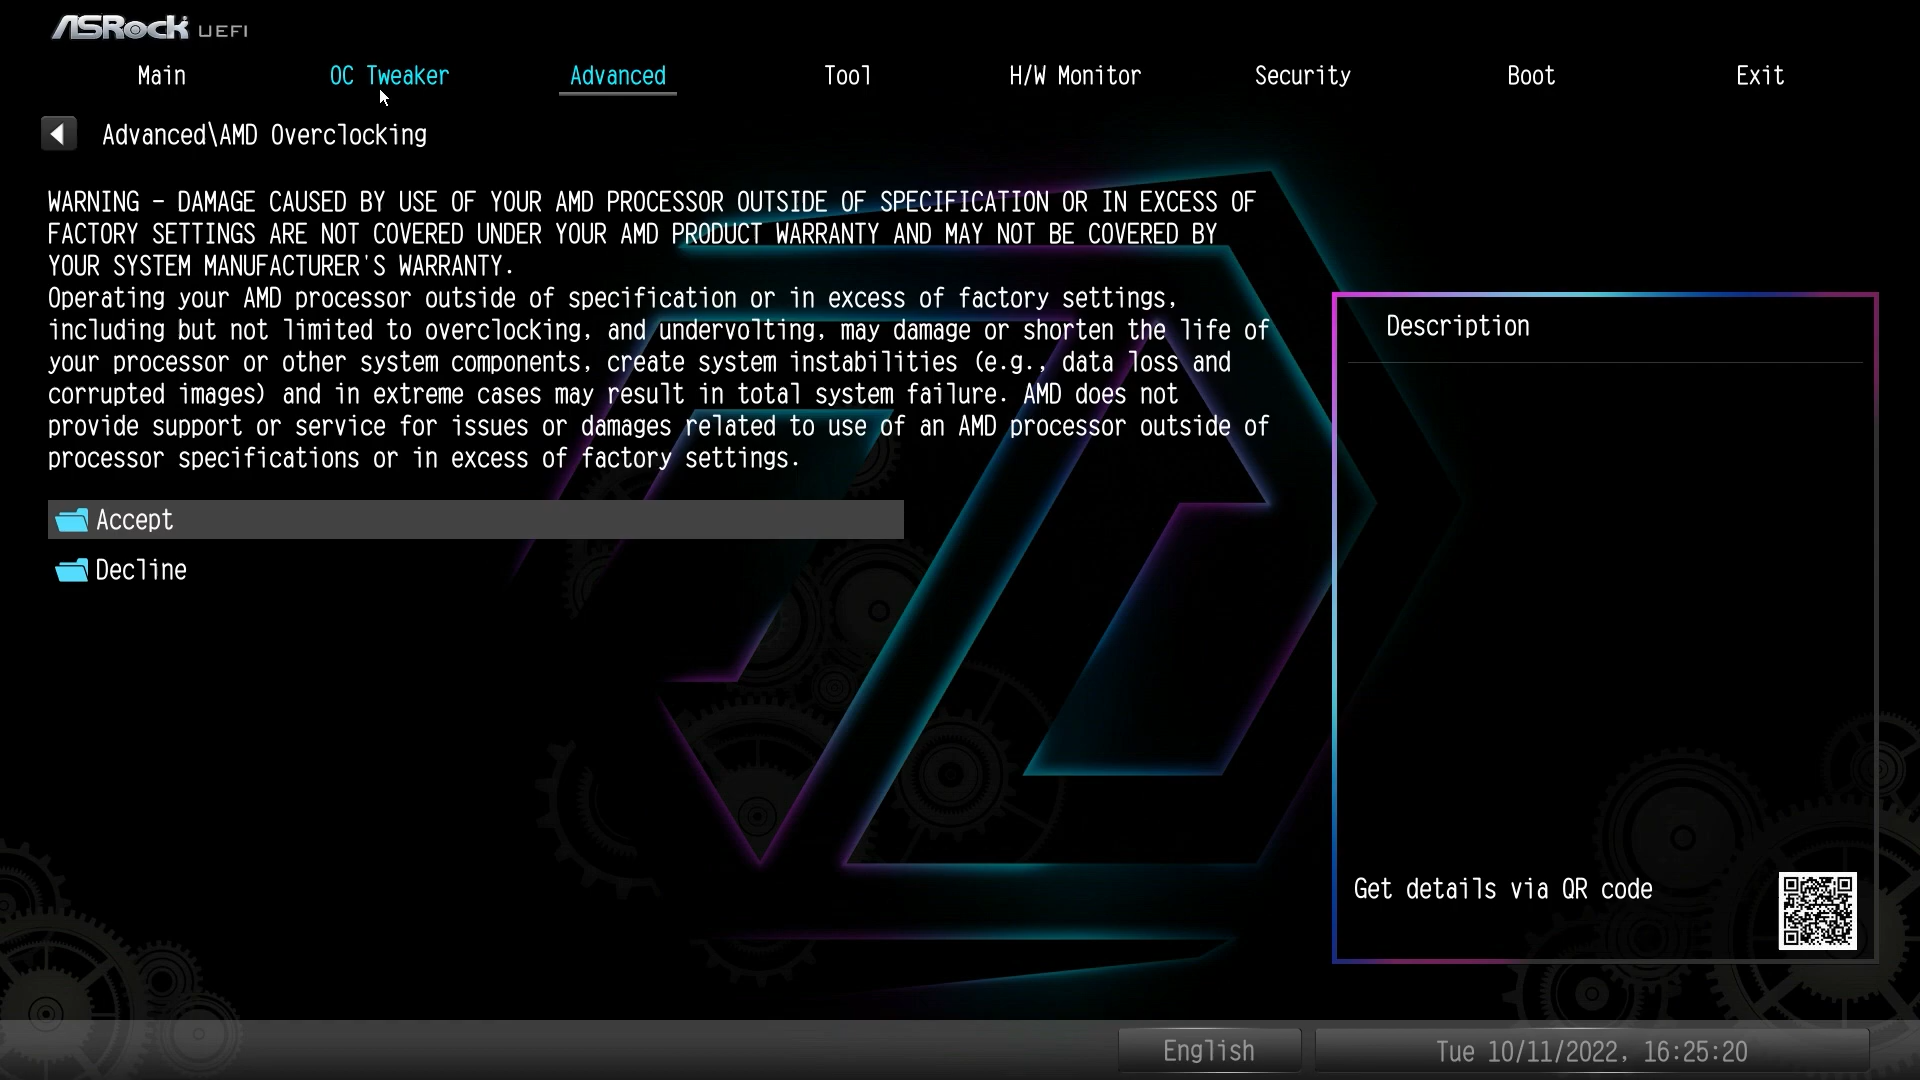 ASRock UEFI
Main OC Tweaker Advanced Tool H/W Monitor Security Boot Exit
Advanced\AMD Overclocking
WARNING - DAMAGE CAUSED BY USE OF YOUR AMD PROCESSOR OUTSIDE OF SPECIFICATION OR IN EXCESS OF
FACTORY SETTINGS ARE NOT COVERED UNDER YOUR AMD PRODUCT WARRANTY AND MAY NOT BE COVERED BY
YOUR SYSTEM MANUFACTURER'S WARRANTY.
Operating your AMD processor outside of specification or in excess of factory settings,
including but not limited to overclocking, and undervolting, may damage or shorten the life of
your processor or other system components, create system instabilities (e.g., data loss and
corrupted images) and in extreme cases may result in total system failure. AMD does not
provide support or service for issues or damages related to use of an AMD processor outside of
processor specifications or in excess of factory settings.
Accept
Decline
Description
Get details via QR code
English Tue 10/11/2022, 16:25:20